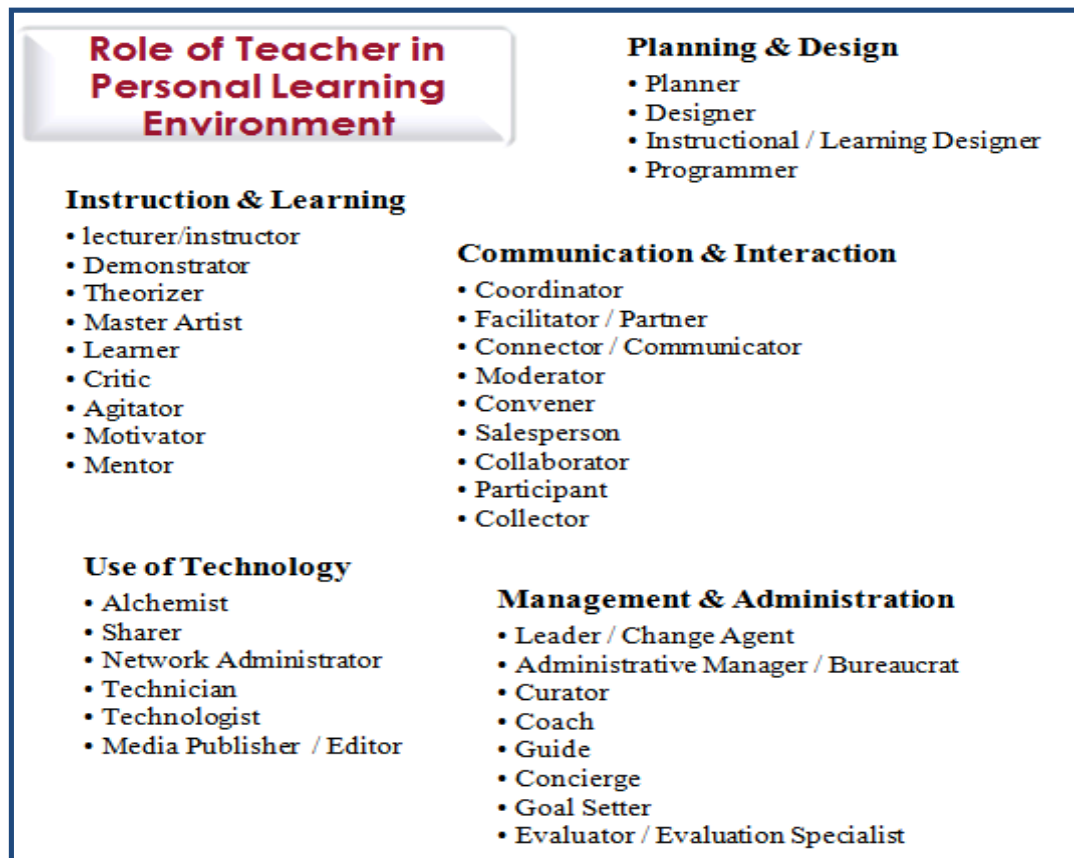 Role of Teacher in
Personal Learning
Environment
Planning & Design
• Planner
• Designer
• Instructional / Learning Designer
• Programmer
Instruction & Learning
• lecturer/instructor
• Demonstrator
• Theorizer
• Master Artist
• Learner
• Critic
• Agitator
• Motivator
• Mentor
Communication & Interaction
• Coordinator
• Facilitator / Partner
• Connector / Communicator
• Moderator
• Convener
• Salesperson
• Collaborator
• Participant
• Collector
Use of Technology
• Alchemist
• Sharer
• Network Administrator
• Technician
• Technologist
• Media Publisher / Editor
Management & Administration
• Leader / Change Agent
• Administrative Manager / Bureaucrat
• Curator
• Coach
• Guide
• Concierge
• Goal Setter
• Evaluator / Evaluation Specialist